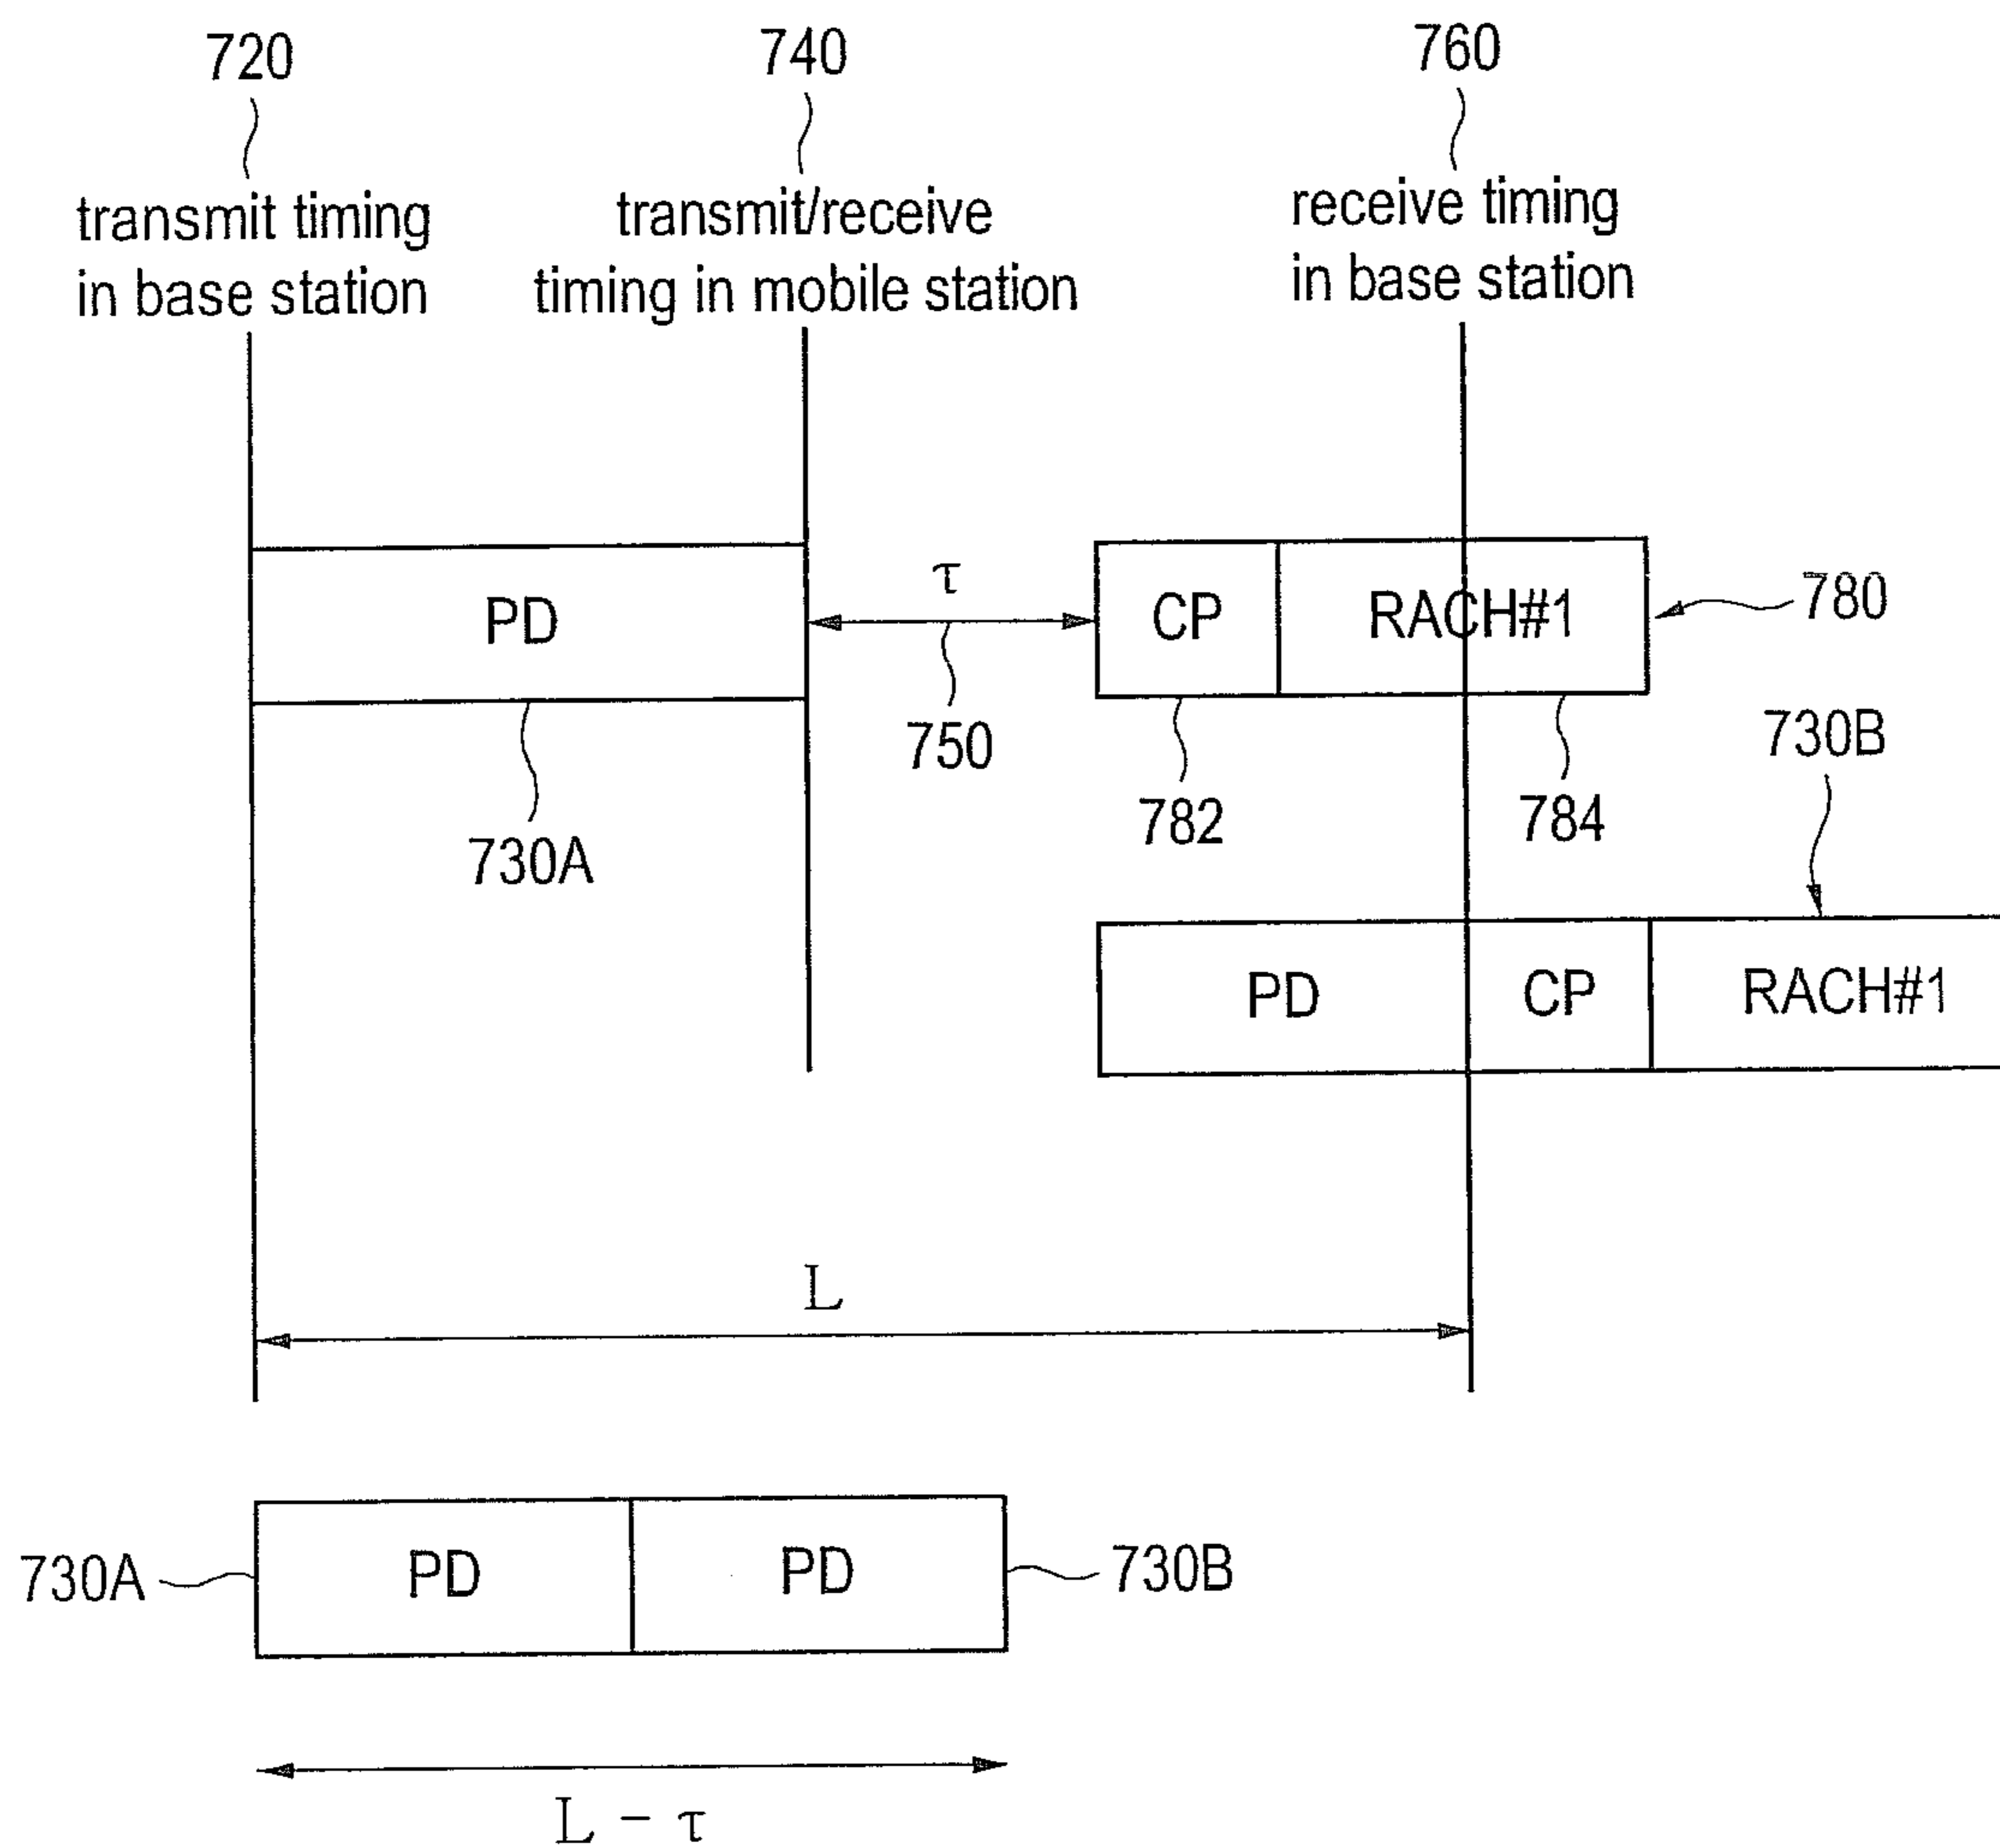 720
740
760
transmit timing
in base station
transmit/receive
timing in mobile station
receive timing
in base station
PD
τ
CP
RACH#1
780
750
730A
782
784
730B
PD
CP
RACH#1
L
730A
PD
PD
730B
L - τ